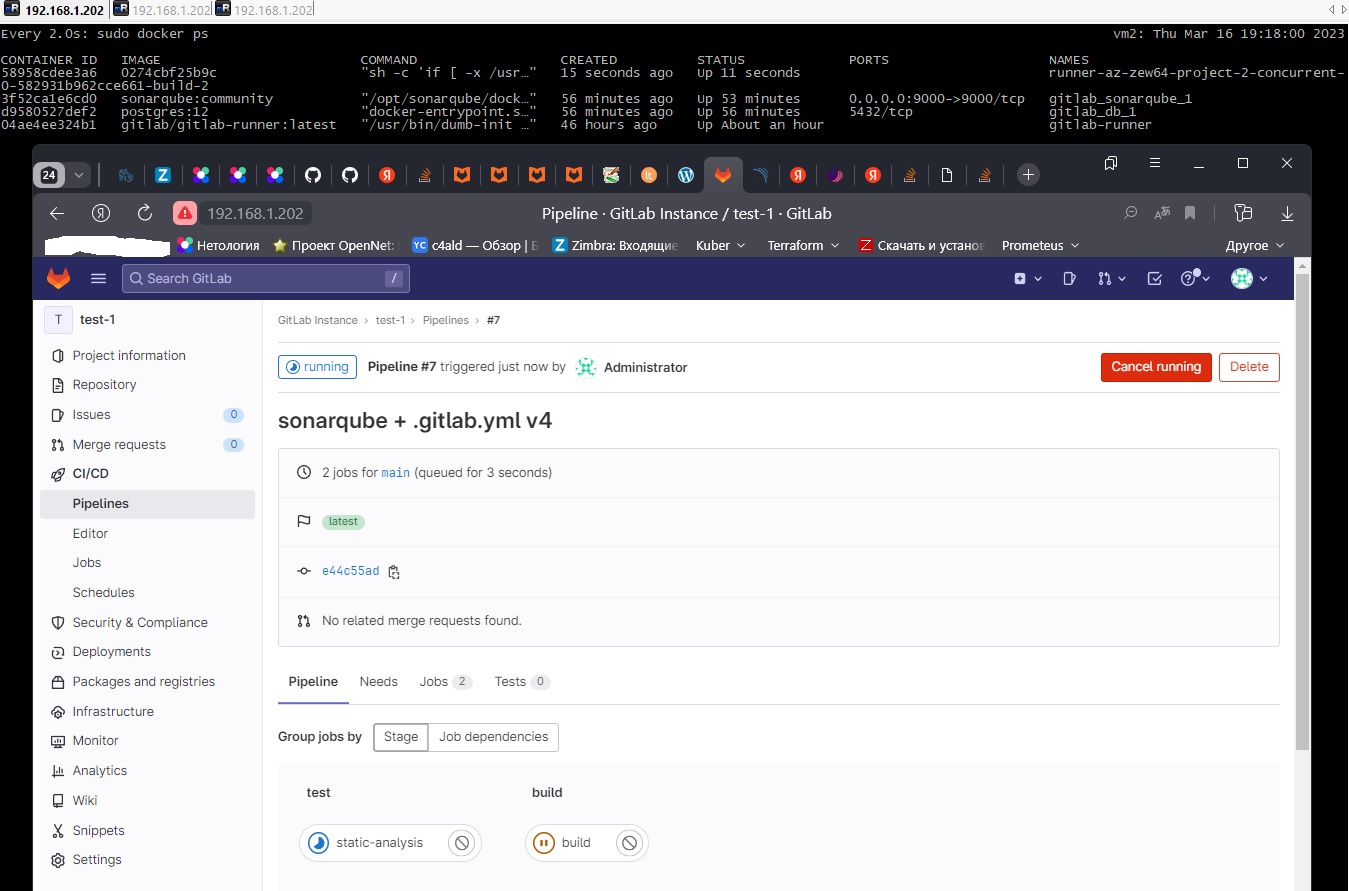 192.168.1.202 192.168.1.202 192.168.1.202
Every 2.0s: sudo docker ps vm2: Thu Mar 16 19:18:00 2023
CONTAINER ID IMAGE COMMAND CREATED STATUS PORTS NAMES
58958cdee3a6 0274cbf25b9c "sh -c 'if [ -x /usr…" 15 seconds ago Up 11 seconds runner-az-zew64-project-2-concurrent-
0-582931b962cce661-build-2
3f52ca1e6cd0 sonarqube:community "/opt/sonarqube/dock…" 56 minutes ago Up 53 minutes 0.0.0.0:9000->9000/tcp gitlab_sonarqube_1
d9580527def2 postgres:12 "docker-entrypoint.s…" 56 minutes ago Up 56 minutes 5432/tcp gitlab_db_1
04ae4ee324b1 gitlab/gitlab-runner:latest "/usr/bin/dumb-init …" 46 hours ago Up About an hour gitlab-runner
24
192.168.1.202 Pipeline · GitLab Instance / test-1 · GitLab
Нетология Проект OpenNet: YC c4ald — Обзор | Zimbra: Входящие Kuber Terraform Скачать и установ Prometeus Другое
Search GitLab /
T test-1
GitLab Instance › test-1 › Pipelines › #7
Project information
Repository
Issues 0
Merge requests 0
CI/CD
Pipelines
Editor
Jobs
Schedules
Security & Compliance
Deployments
Packages and registries
Infrastructure
Monitor
Analytics
Wiki
Snippets
Settings
running Pipeline #7 triggered just now by Administrator Cancel running Delete
sonarqube + .gitlab.yml v4
2 jobs for main (queued for 3 seconds)
latest
e44c55ad
No related merge requests found.
Pipeline Needs Jobs 2 Tests 0
Group jobs by Stage Job dependencies
test build
static-analysis build